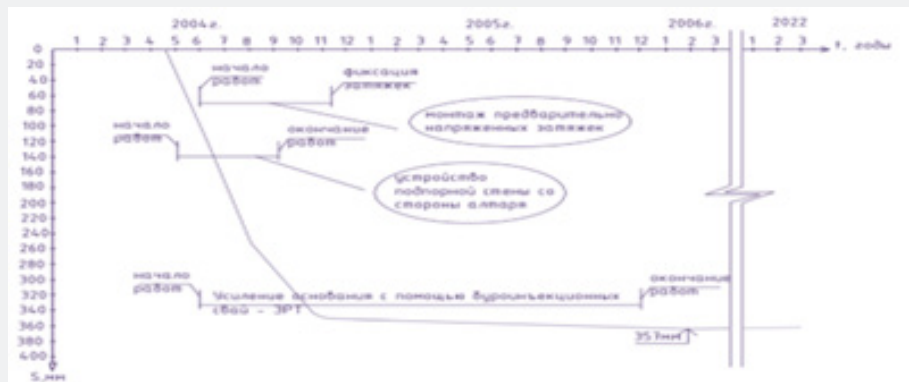 2004г. 2005г. 2006г. 2022
1 2 3 4 5 6 7 8 9 10 11 12 1 2 3 4 5 6 7 8 9 10 11 12 1 2 3 1 2 3
t, годы
0
20
40
60
80
100
120
140
160
180
200
220
240
260
280
300
320
340
360
380
400
S,мм
начало
работ
фиксация
затяжек
монтаж предварительно
напряженных затяжек
начало
работ
окончание
работ
устройство
подпорной стены со
стороны алтаря
начало
работ
окончание
работ
Усиление основания с помощью буроинъекционных
свай - ЭРТ
357мм